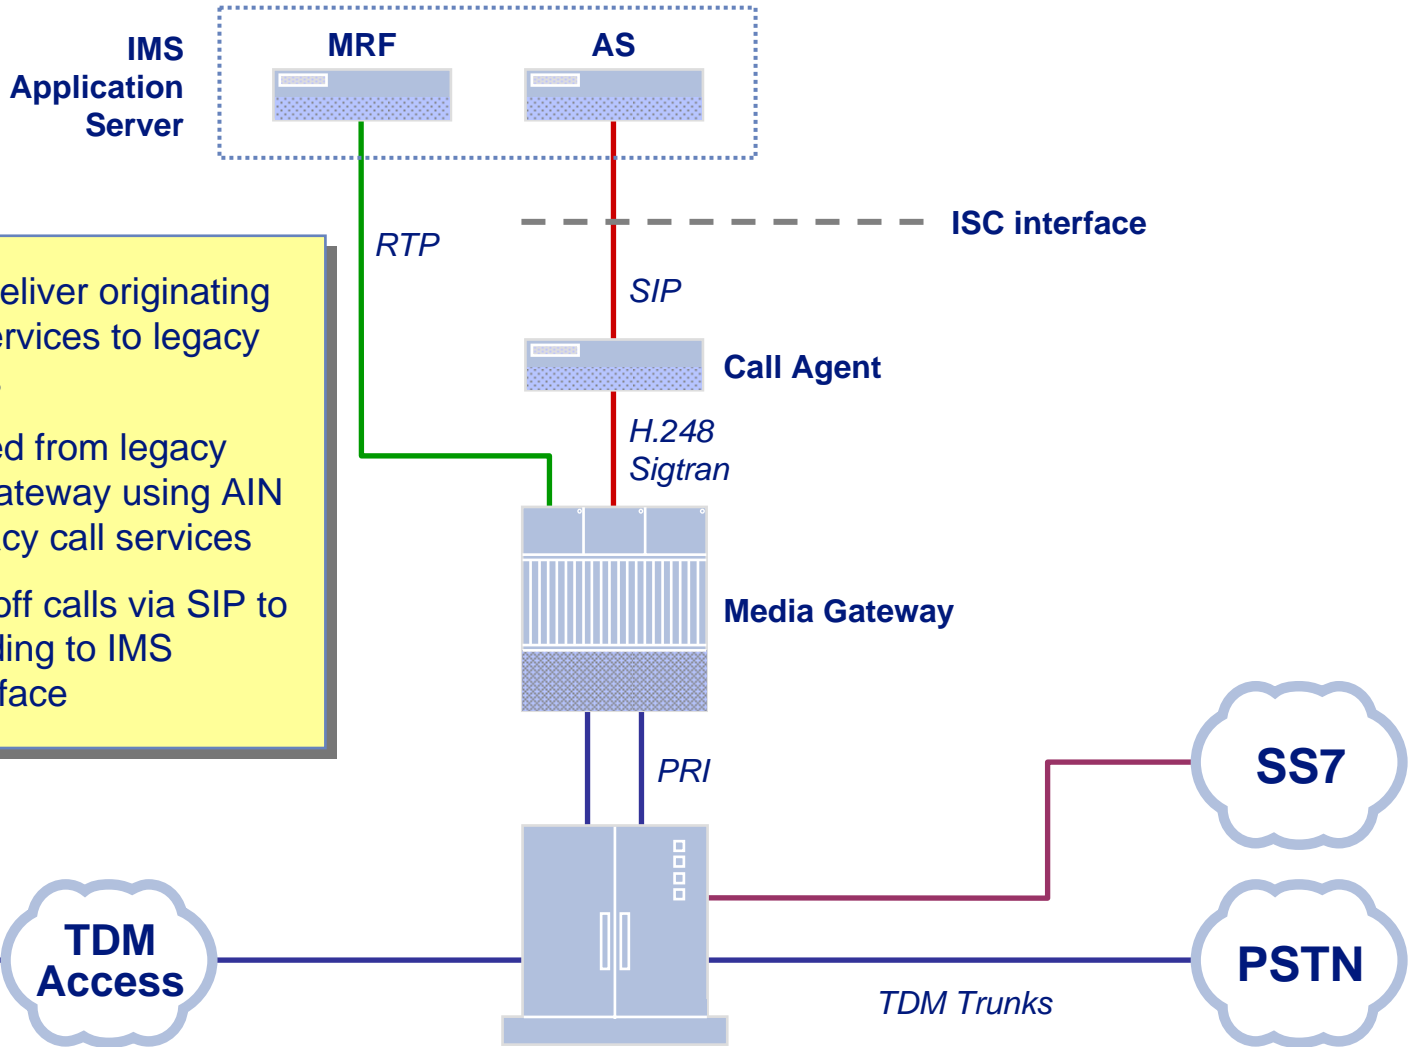 IMS
Application
Server
MRF
AS
RTP
ISC interface
SIP
Call Agent
H.248
Sigtran
eliver originating
ervices to legacy
ed from legacy
ateway using AIN
acy call services
off calls via SIP to
ding to IMS
face
Media Gateway
PRI
SS7
TDM
Access
PSTN
TDM Trunks